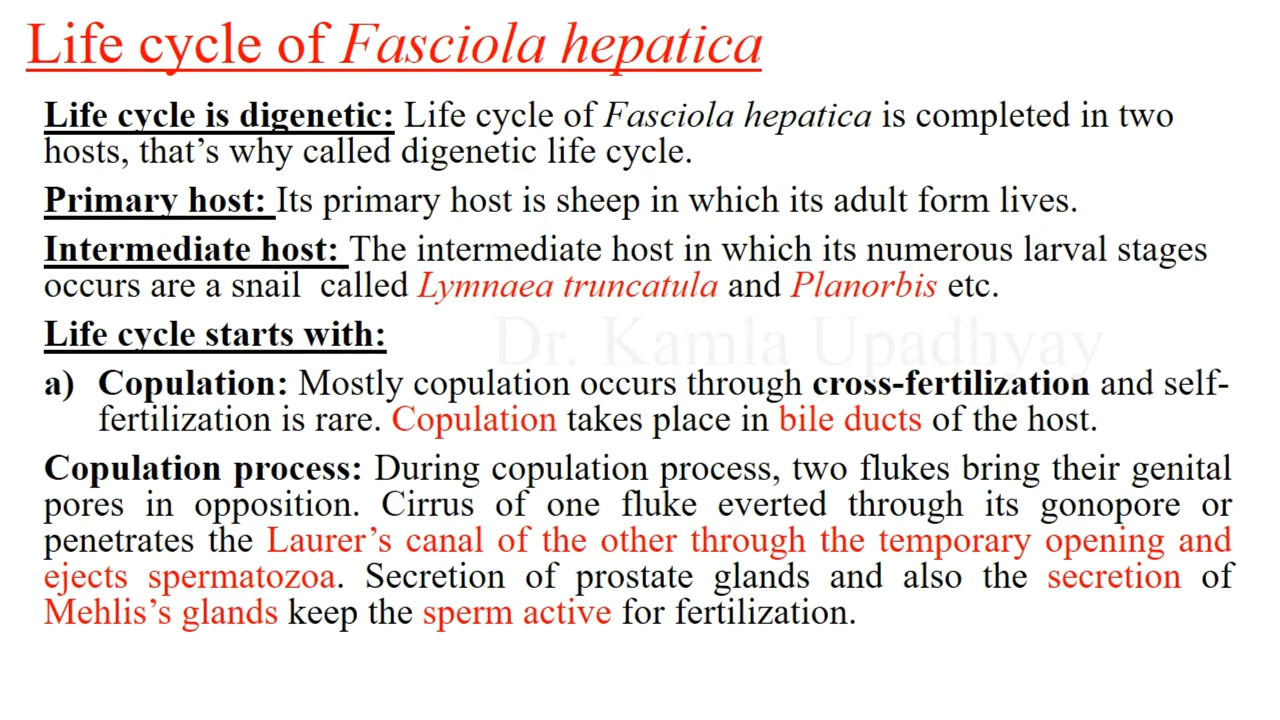 Life cycle of Fasciola hepatica
Life cycle is digenetic: Life cycle of Fasciola hepatica is completed in two
hosts, that's why called digenetic life cycle.
Primary host: Its primary host is sheep in which its adult form lives.
Intermediate host: The intermediate host in which its numerous larval stages
occurs are a snail called Lymnaea truncatula and Planorbis etc.
Life cycle starts with:
Dr. Kamla Upadhyay
a) Copulation: Mostly copulation occurs through cross-fertilization and self-
fertilization is rare. Copulation takes place in bile ducts of the host.
Copulation process: During copulation process, two flukes bring their genital
pores in opposition. Cirrus of one fluke everted through its gonopore or
penetrates the Laurer's canal of the other through the temporary opening and
ejects spermatozoa. Secretion of prostate glands and also the secretion of
Mehlis's glands keep the sperm active for fertilization.